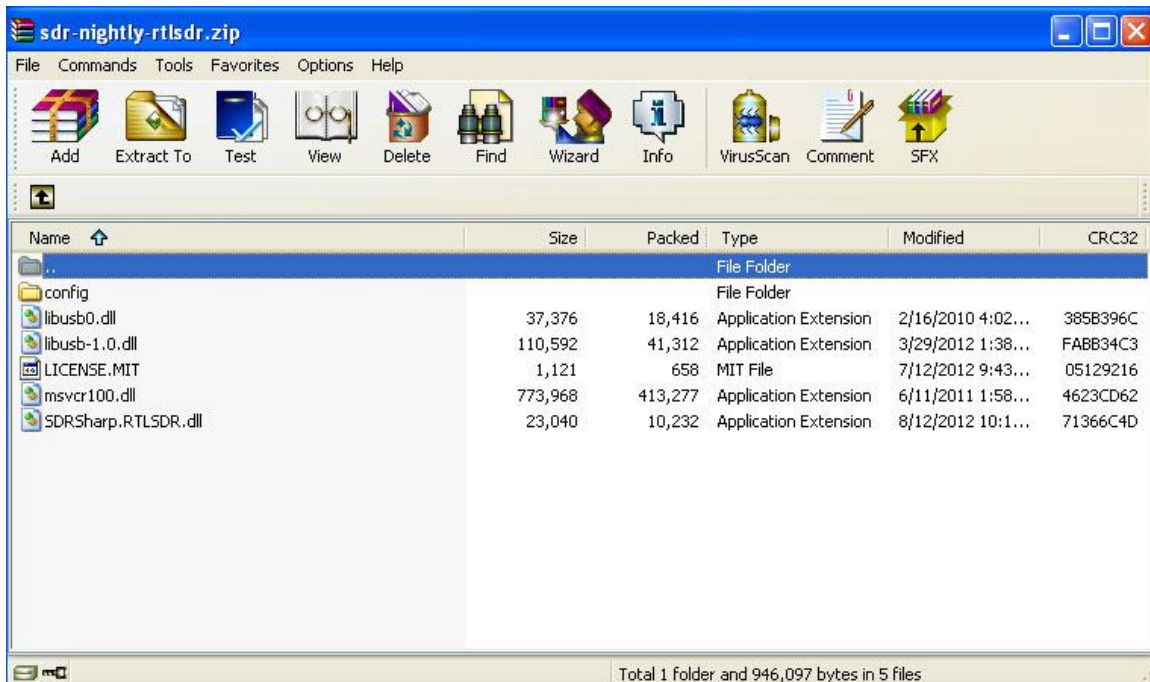 sdr-nightly-rtlsdr.zip
File Commands Tools Favorites Options Help
Add Extract To Test View Delete Find Wizard Info VirusScan Comment SFX
Name Size Packed Type Modified CRC32
.. File Folder
config File Folder
libusb0.dll 37,376 18,416 Application Extension 2/16/2010 4:02... 385B396C
libusb-1.0.dll 110,592 41,312 Application Extension 3/29/2012 1:38... FABB34C3
LICENSE.MIT 1,121 658 MIT File 7/12/2012 9:43... 05129216
msvcr100.dll 773,968 413,277 Application Extension 6/11/2011 1:58... 4623CD62
SDRSharp.RTLSDR.dll 23,040 10,232 Application Extension 8/12/2012 10:1... 71366C4D
Total 1 folder and 946,097 bytes in 5 files